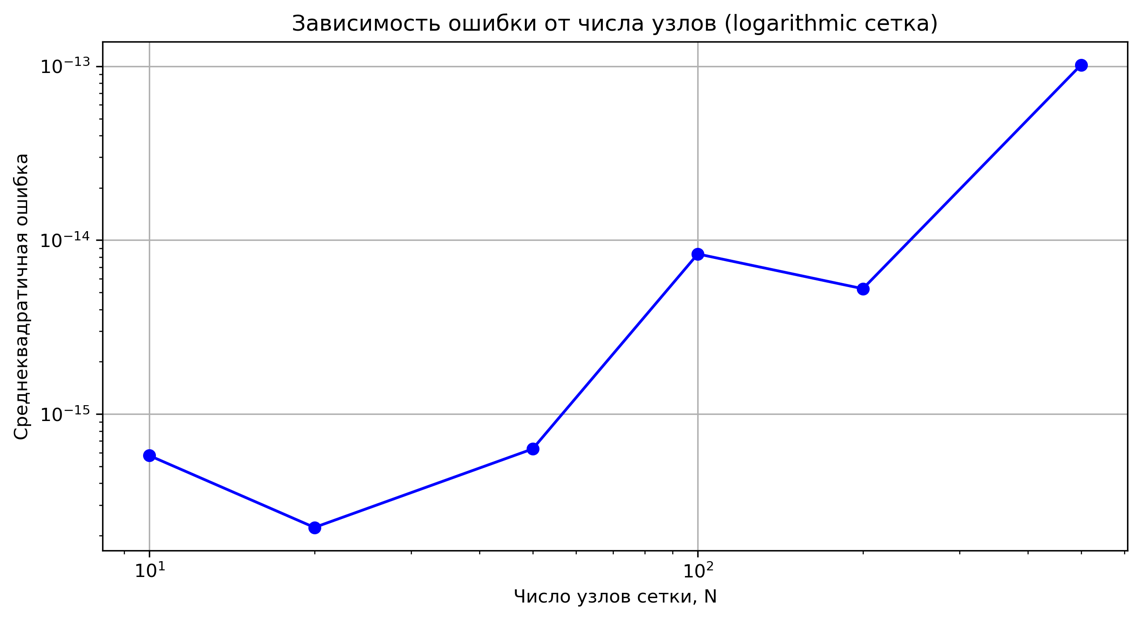 Зависимость ошибки от числа узлов (logarithmic сетка)
Среднеквадратичная ошибка
10⁻¹³
10⁻¹⁴
10⁻¹⁵
10¹
10²
Число узлов сетки, N